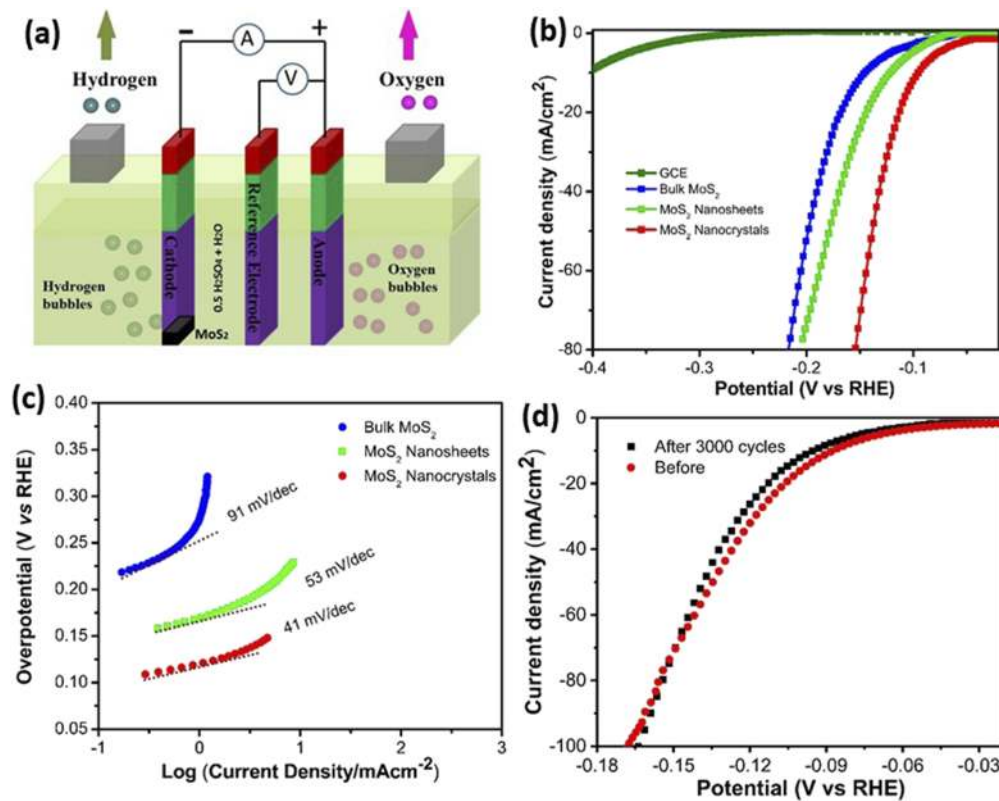 (a)
− A +
V
Hydrogen
Oxygen
Hydrogen
bubbles
Cathode
MoS2
0.5 H2SO4 + H2O
Reference Electrode
Anode
Oxygen
bubbles
(b)
Current density (mA/cm²)
0
-20
-40
-60
-80
GCE
Bulk MoS₂
MoS₂ Nanosheets
MoS₂ Nanocrystals
-0.4 -0.3 -0.2 -0.1
Potential (V vs RHE)
(c)
Overpotential (V vs RHE)
0.40
0.35
0.30
0.25
0.20
0.15
0.10
0.05
Bulk MoS₂
MoS₂ Nanosheets
MoS₂ Nanocrystals
91 mV/dec
53 mV/dec
41 mV/dec
-1 0 1 2 3
Log (Current Density/mAcm⁻²)
(d)
Current density (mA/cm²)
0
-20
-40
-60
-80
-100
After 3000 cycles
Before
-0.18 -0.15 -0.12 -0.09 -0.06 -0.03
Potential (V vs RHE)